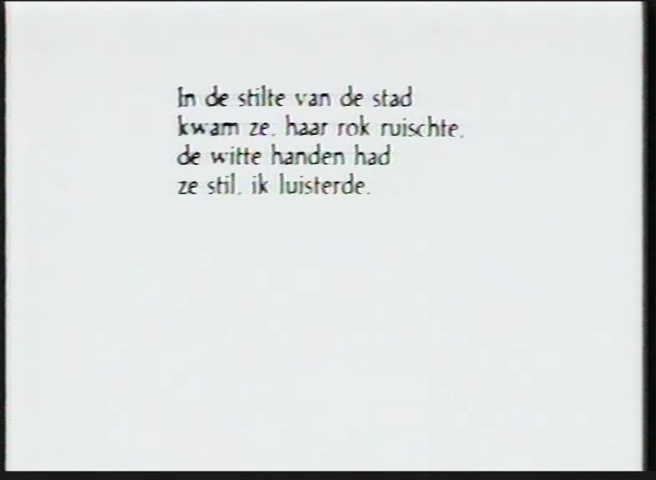 In de stilte van de stad
kwam ze, haar rok ruischte,
de witte handen had
ze stil, ik luisterde.